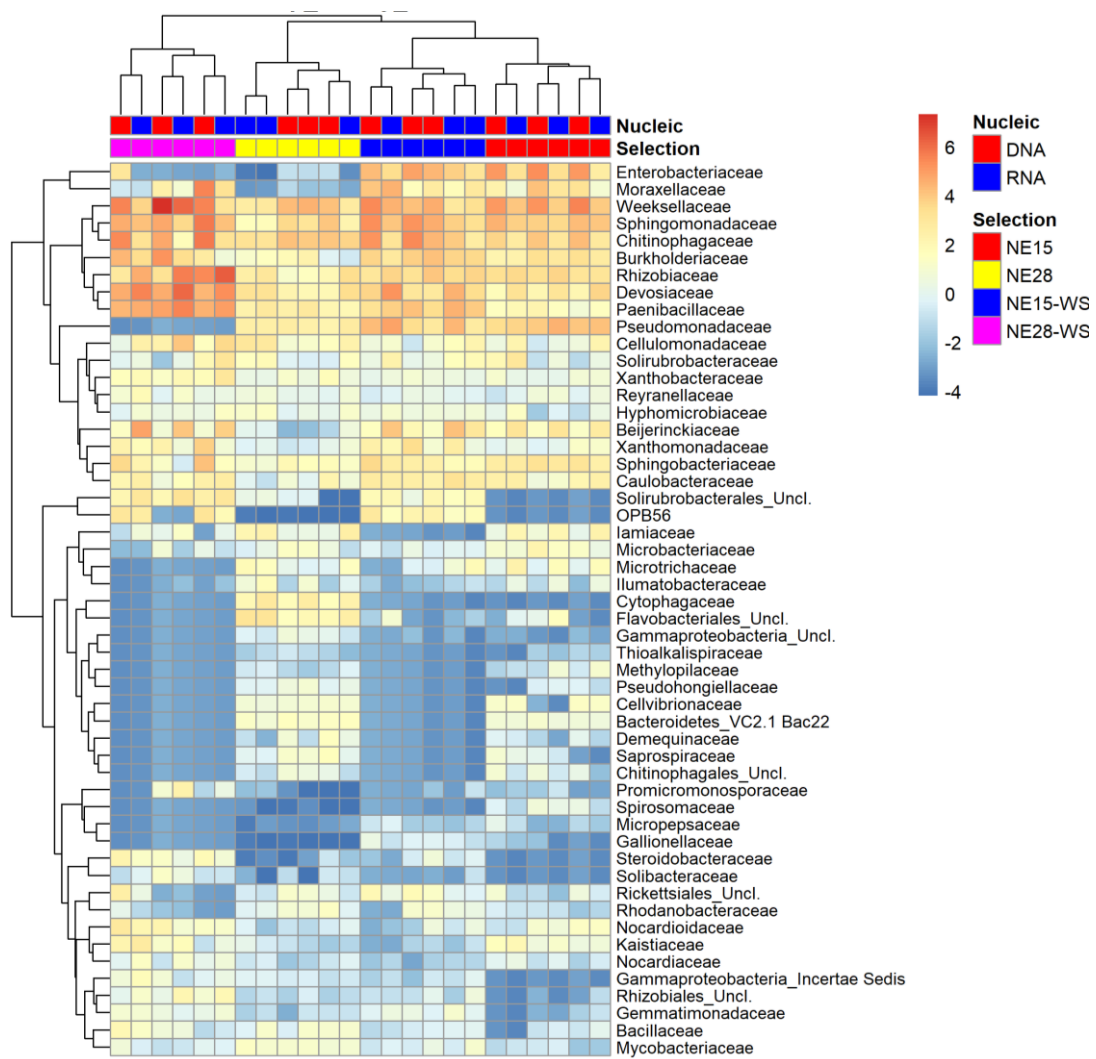 Nucleic
Selection
Enterobacteriaceae
Moraxellaceae
Weeksellaceae
Sphingomonadaceae
Chitinophagaceae
Burkholderiaceae
Rhizobiaceae
Devosiaceae
Paenibacillaceae
Pseudomonadaceae
Cellulomonadaceae
Solirubrobacteraceae
Xanthobacteraceae
Reyranellaceae
Hyphomicrobiaceae
Beijerinckiaceae
Xanthomonadaceae
Sphingobacteriaceae
Caulobacteraceae
Solirubrobacterales_Uncl.
OPB56
Iamiaceae
Microbacteriaceae
Microtrichaceae
Ilumatobacteraceae
Cytophagaceae
Flavobacteriales_Uncl.
Gammaproteobacteria_Uncl.
Thioalkalispiraceae
Methylopilaceae
Pseudohongiellaceae
Cellvibrionaceae
Bacteroidetes_VC2.1 Bac22
Demequinaceae
Saprospiraceae
Chitinophagales_Uncl.
Promicromonosporaceae
Spirosomaceae
Micropepsaceae
Gallionellaceae
Steroidobacteraceae
Solibacteraceae
Rickettsiales_Uncl.
Rhodanobacteraceae
Nocardioidaceae
Kaistiaceae
Nocardiaceae
Gammaproteobacteria_Incertae Sedis
Rhizobiales_Uncl.
Gemmatimonadaceae
Bacillaceae
Mycobacteriaceae
6
4
2
0
-2
-4
Nucleic
DNA
RNA
Selection
NE15
NE28
NE15-WS
NE28-WS